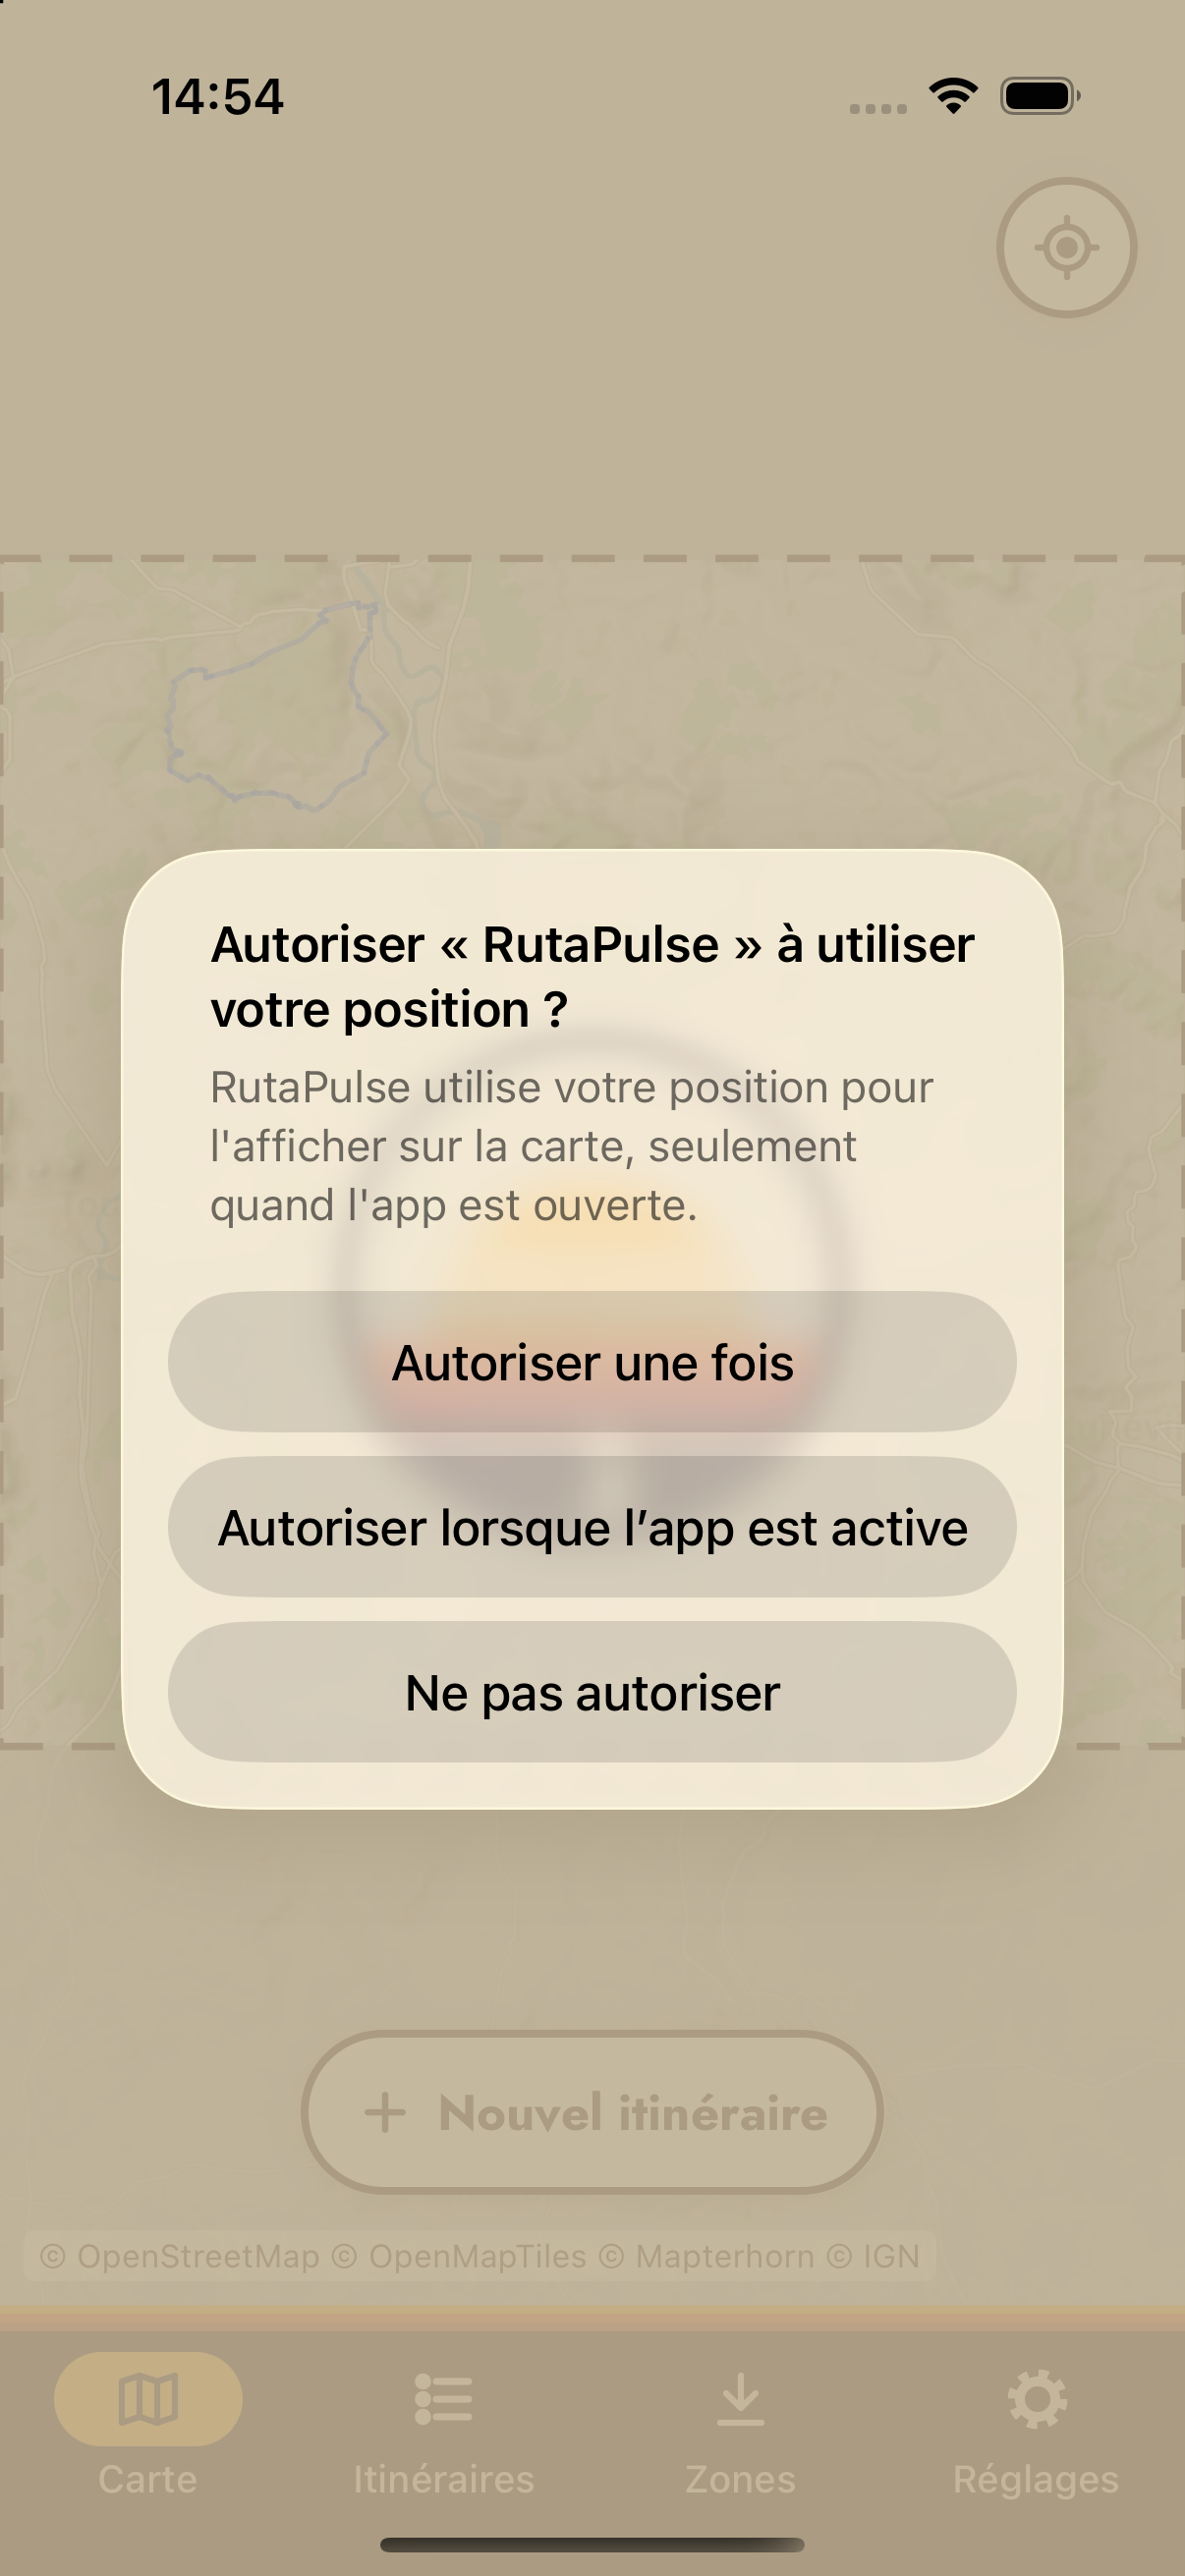 14:54
Autoriser « RutaPulse » à utiliser
votre position ?
RutaPulse utilise votre position pour
l'afficher sur la carte, seulement
quand l'app est ouverte.
Autoriser une fois
Autoriser lorsque l’app est active
Ne pas autoriser
+ Nouvel itinéraire
© OpenStreetMap © OpenMapTiles © Mapterhorn © IGN
Carte Itinéraires Zones Réglages